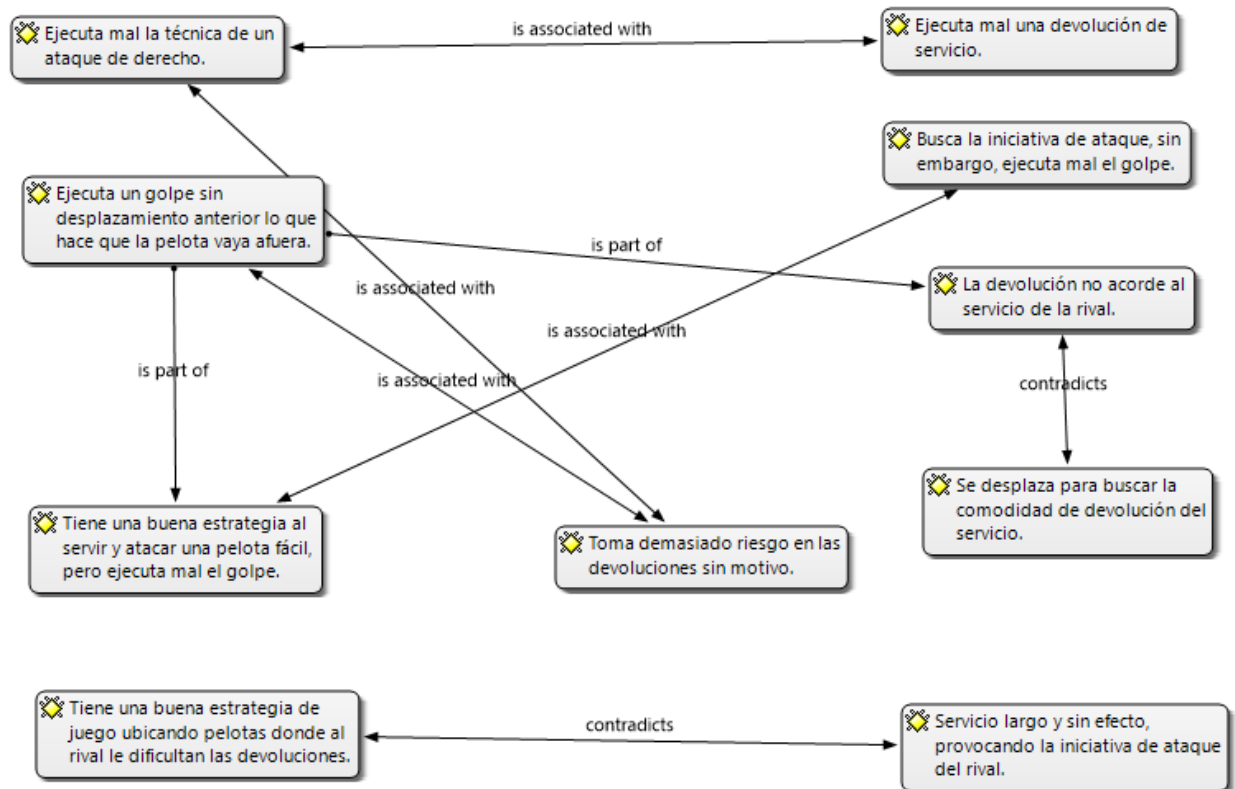 Ejecuta mal la técnica de un
ataque de derecho.
is associated with
Ejecuta mal una devolución de
servicio.
Busca la iniciativa de ataque, sin
embargo, ejecuta mal el golpe.
Ejecuta un golpe sin
desplazamiento anterior lo que
hace que la pelota vaya afuera.
is part of
La devolución no acorde al
servicio de la rival.
is associated with
is associated with
is part of
is associated with
contradicts
Se desplaza para buscar la
comodidad de devolución del
servicio.
Tiene una buena estrategia al
servir y atacar una pelota fácil,
pero ejecuta mal el golpe.
Toma demasiado riesgo en las
devoluciones sin motivo.
Tiene una buena estrategia de
juego ubicando pelotas donde al
rival le dificultan las devoluciones.
contradicts
Servicio largo y sin efecto,
provocando la iniciativa de ataque
del rival.